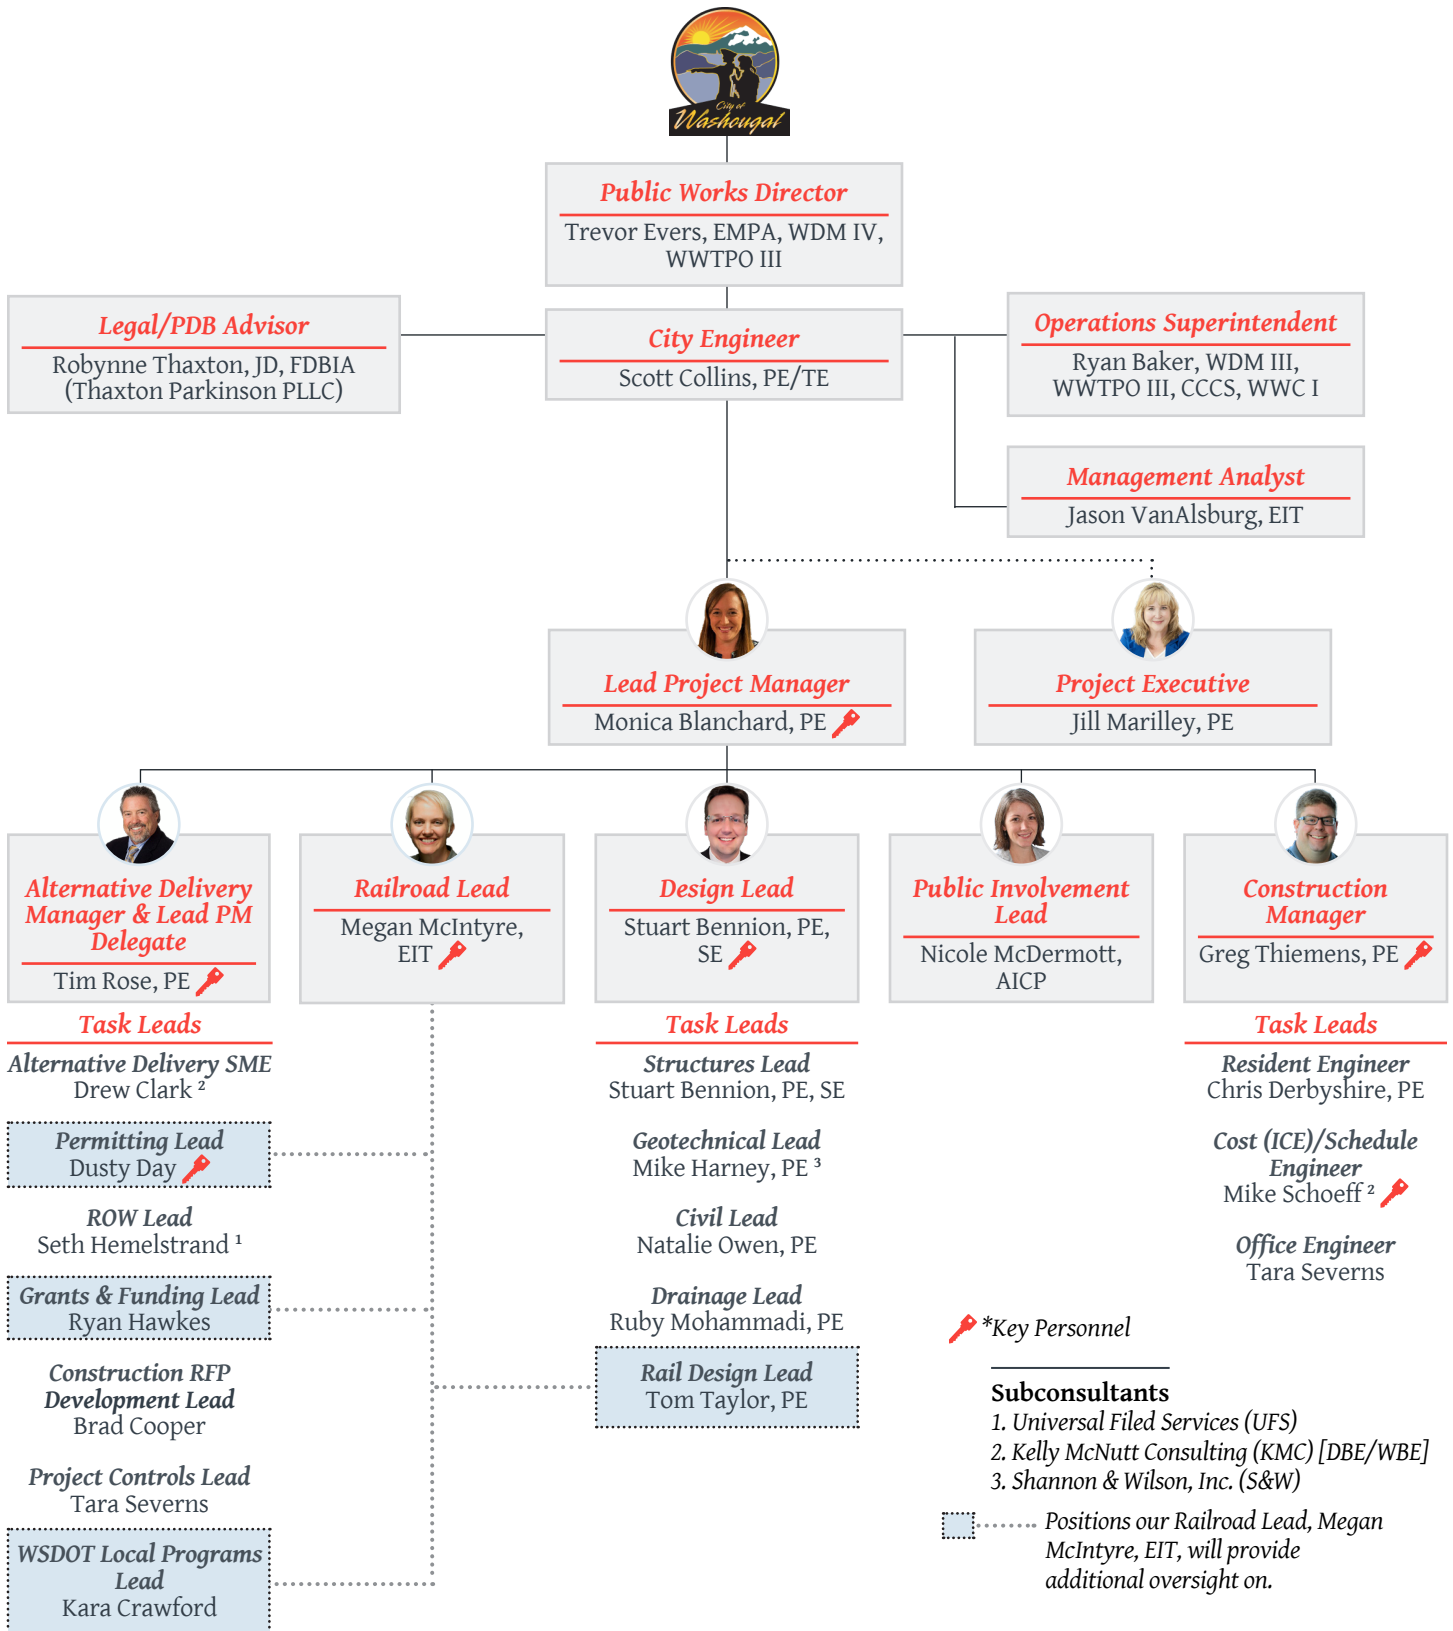 City of
Washougal
Public Works Director
Trevor Evers, EMPA, WDM IV,
WWTPO III
Legal/PDB Advisor
Robynne Thaxton, JD, FDBIA
(Thaxton Parkinson PLLC)
City Engineer
Scott Collins, PE/TE
Operations Superintendent
Ryan Baker, WDM III,
WWTPO III, CCCS, WWC I
Management Analyst
Jason VanAlsburg, EIT
Lead Project Manager
Monica Blanchard, PE
Project Executive
Jill Marilley, PE
Alternative Delivery
Manager & Lead PM
Delegate
Tim Rose, PE
Railroad Lead
Megan McIntyre,
EIT
Design Lead
Stuart Bennion, PE,
SE
Public Involvement
Lead
Nicole McDermott,
AICP
Construction
Manager
Greg Thiemens, PE
Task Leads
Alternative Delivery SME
Drew Clark ²
Permitting Lead
Dusty Day
ROW Lead
Seth Hemelstrand ¹
Grants & Funding Lead
Ryan Hawkes
Construction RFP
Development Lead
Brad Cooper
Project Controls Lead
Tara Severns
WSDOT Local Programs
Lead
Kara Crawford
Task Leads
Structures Lead
Stuart Bennion, PE, SE
Geotechnical Lead
Mike Harney, PE ³
Civil Lead
Natalie Owen, PE
Drainage Lead
Ruby Mohammadi, PE
Rail Design Lead
Tom Taylor, PE
Task Leads
Resident Engineer
Chris Derbyshire, PE
Cost (ICE)/Schedule
Engineer
Mike Schoeff ²
Office Engineer
Tara Severns
*Key Personnel
Subconsultants
1. Universal Filed Services (UFS)
2. Kelly McNutt Consulting (KMC) [DBE/WBE]
3. Shannon & Wilson, Inc. (S&W)
Positions our Railroad Lead, Megan
McIntyre, EIT, will provide
additional oversight on.